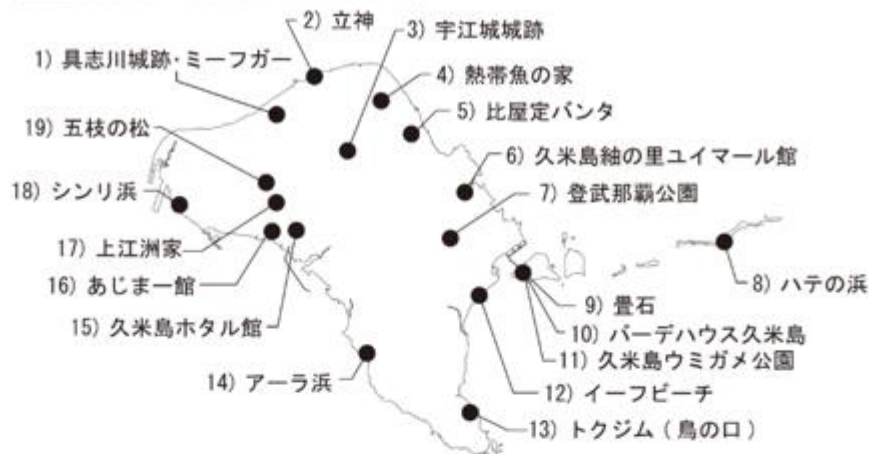 1) 具志川城跡・ミーフガー
2) 立神
3) 宇江城城跡
4) 熱帯魚の家
5) 比屋定バンタ
6) 久米島紬の里ユイマール館
7) 登武那覇公園
8) ハテの浜
9) 畳石
10) バーデハウス久米島
11) 久米島ウミガメ公園
12) イーフビーチ
13) トクジム ( 鳥の口 )
14) アーラ浜
15) 久米島ホタル館
16) あじまー館
17) 上江洲家
18) シンリ浜
19) 五枝の松